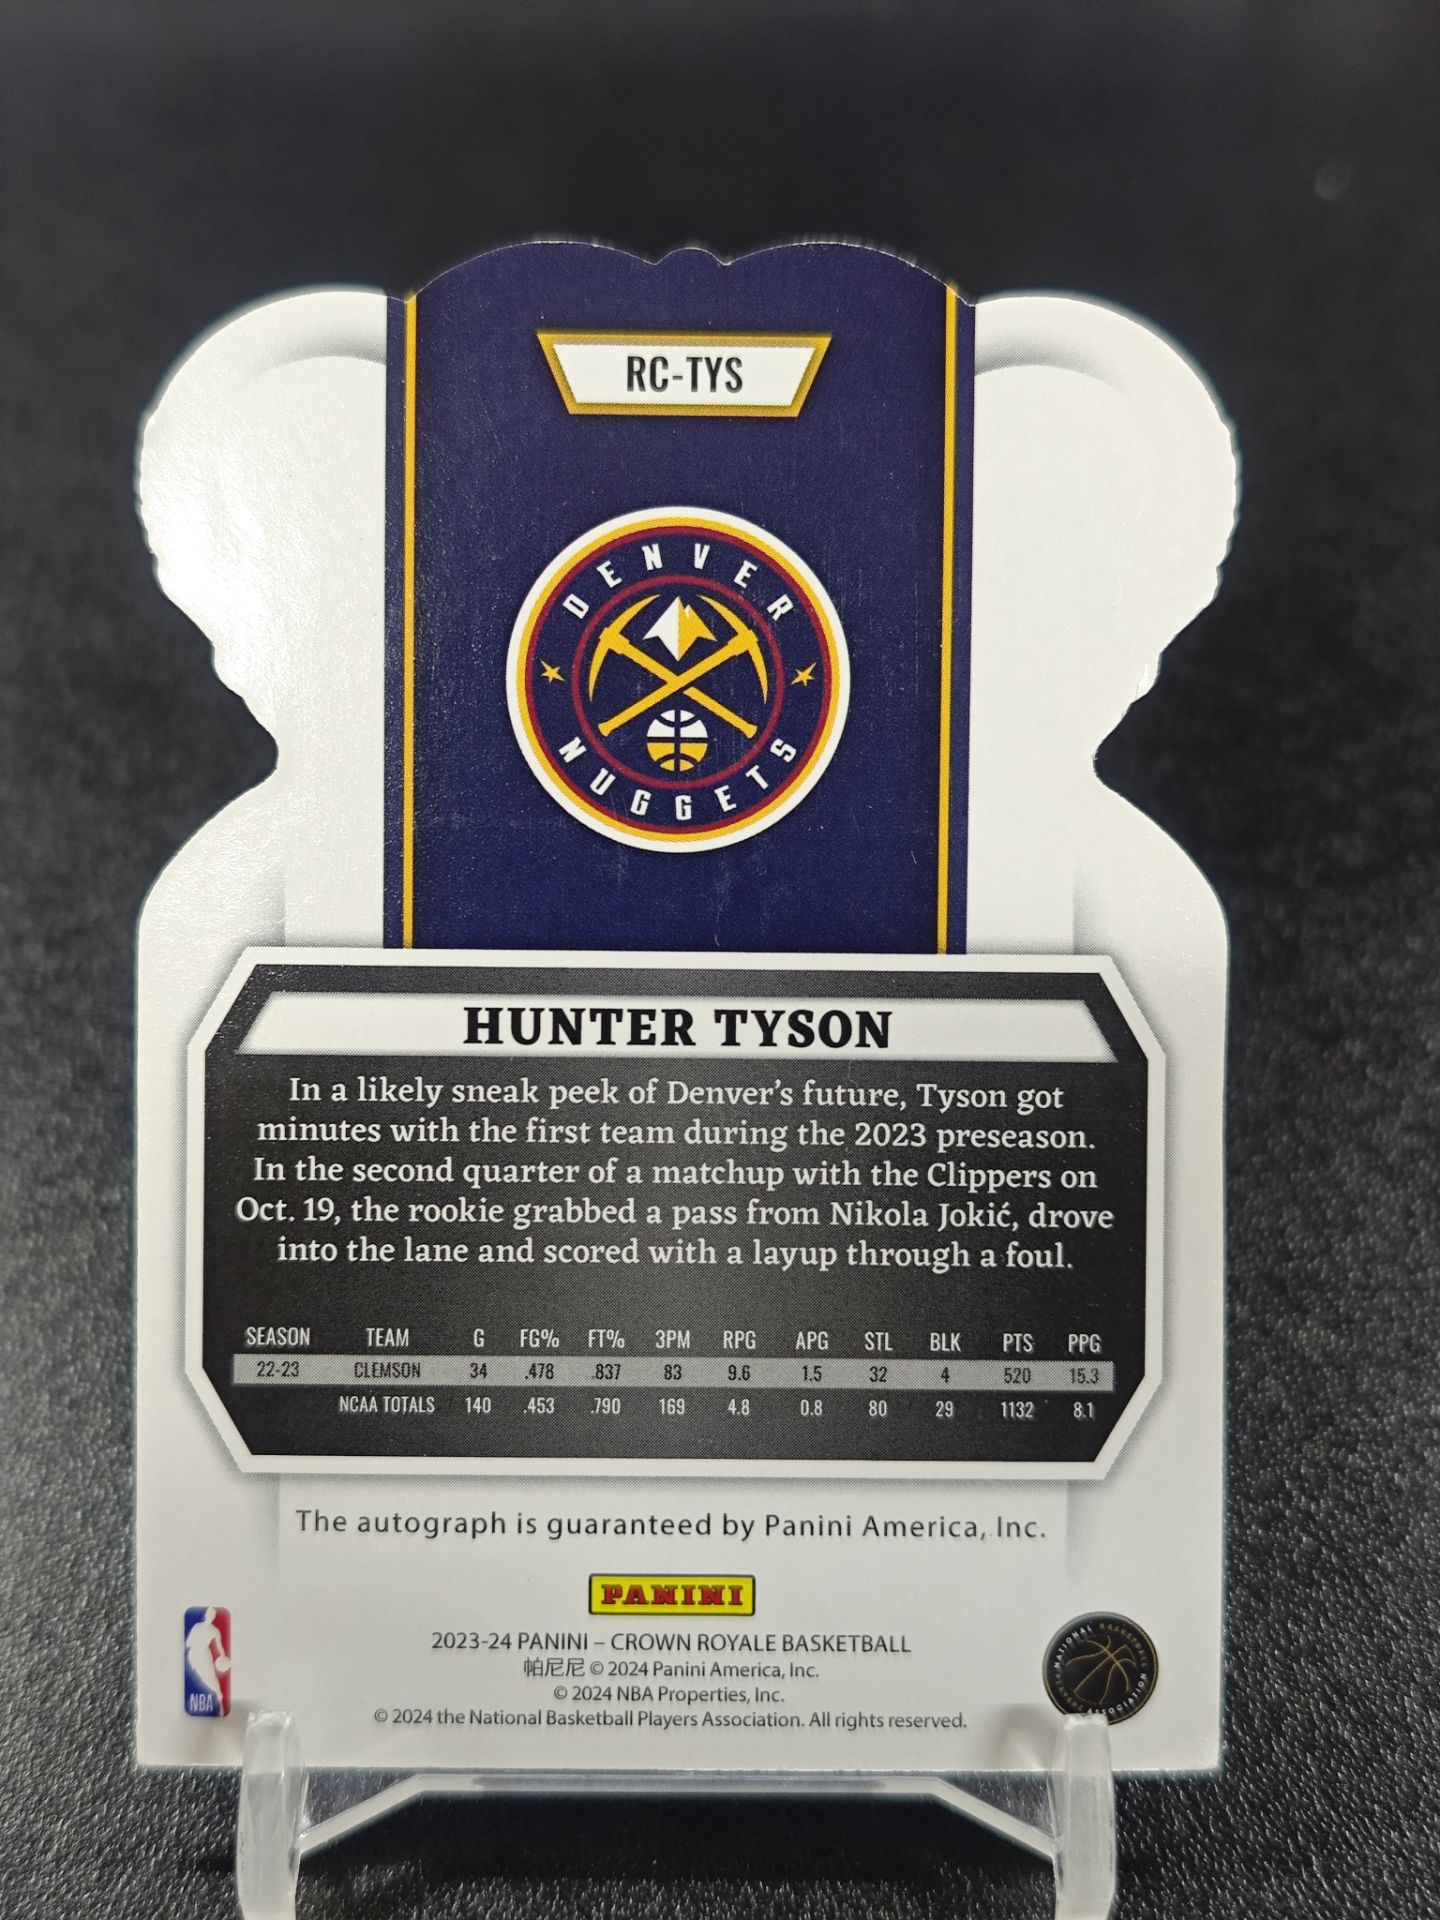 RC-TYS
DENVER
NUGGETS
HUNTER TYSON
In a likely sneak peek of Denver's future, Tyson got
minutes with the first team during the 2023 preseason.
In the second quarter of a matchup with the Clippers on
Oct. 19, the rookie grabbed a pass from Nikola Jokić, drove
into the lane and scored with a layup through a foul.
SEASON TEAM G FG% FT% 3PM RPG APG STL BLK PTS PPG
22-23 CLEMSON 34 .478 .837 83 9.6 1.5 32 4 520 15.3
NCAA TOTALS 140 .453 .790 169 4.8 0.8 80 29 1132 8.1
The autograph is guaranteed by Panini America, Inc.
PANINI
2023-24 PANINI – CROWN ROYALE BASKETBALL
帕尼尼 © 2024 Panini America, Inc.
© 2024 NBA Properties, Inc.
© 2024 the National Basketball Players Association. All rights reserved.
NBA
NATIONAL BASKETBALL
PLAYERS ASSOCIATION